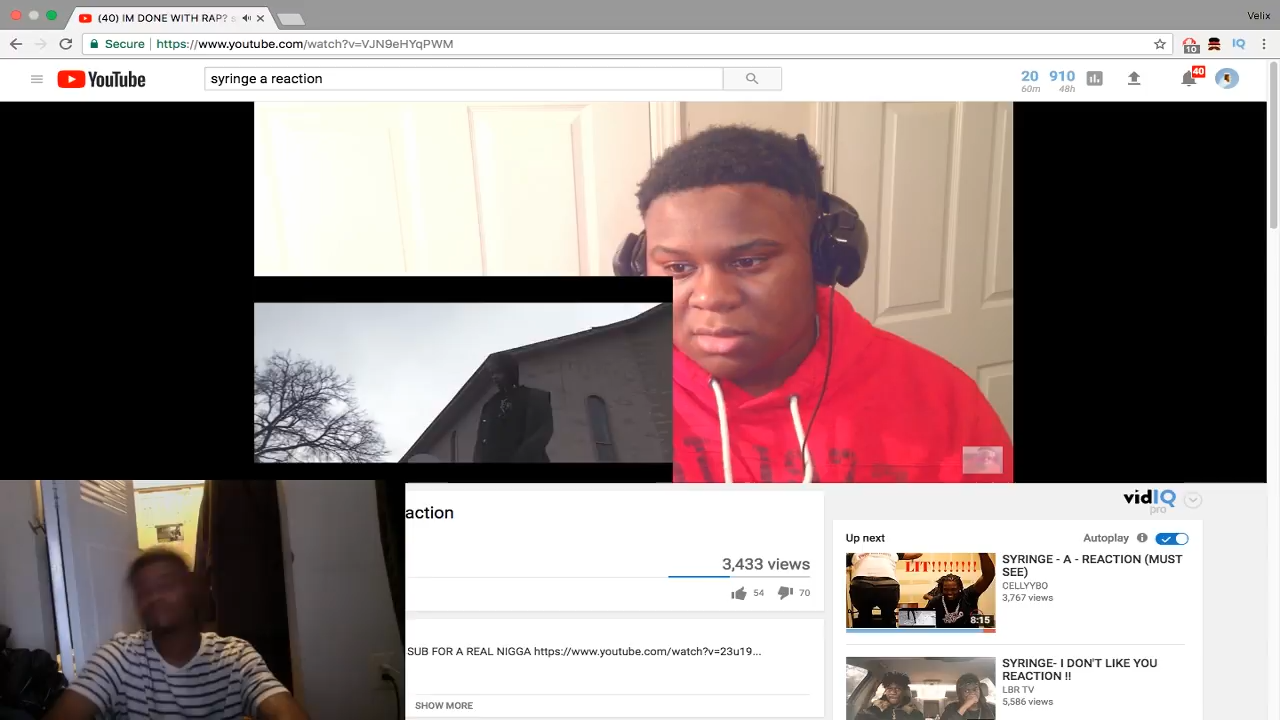 (40) IM DONE WITH RAP?
Velix
Secure
https://www.youtube.com/watch?v=VJN9eHYqPWM
10
IQ
YouTube
syringe a reaction
20
60m
910
48h
40
action
3,433 views
54
70
SUB FOR A REAL NIGGA https://www.youtube.com/watch?v=23u19...
SHOW MORE
vidIQ
pro
Up next
Autoplay
LIT!!!!!!!!
8:15
SYRINGE - A - REACTION (MUST
SEE)
CELLYYBO
3,767 views
SYRINGE- I DON'T LIKE YOU
REACTION !!
LBR TV
5,586 views